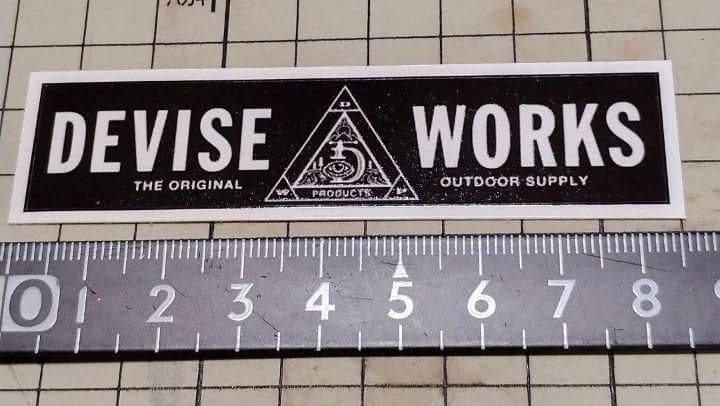 DEVISE WORKS
THE ORIGINAL OUTDOOR SUPPLY
D
PRODUCTS
0 1 2 3 4 5 6 7 8